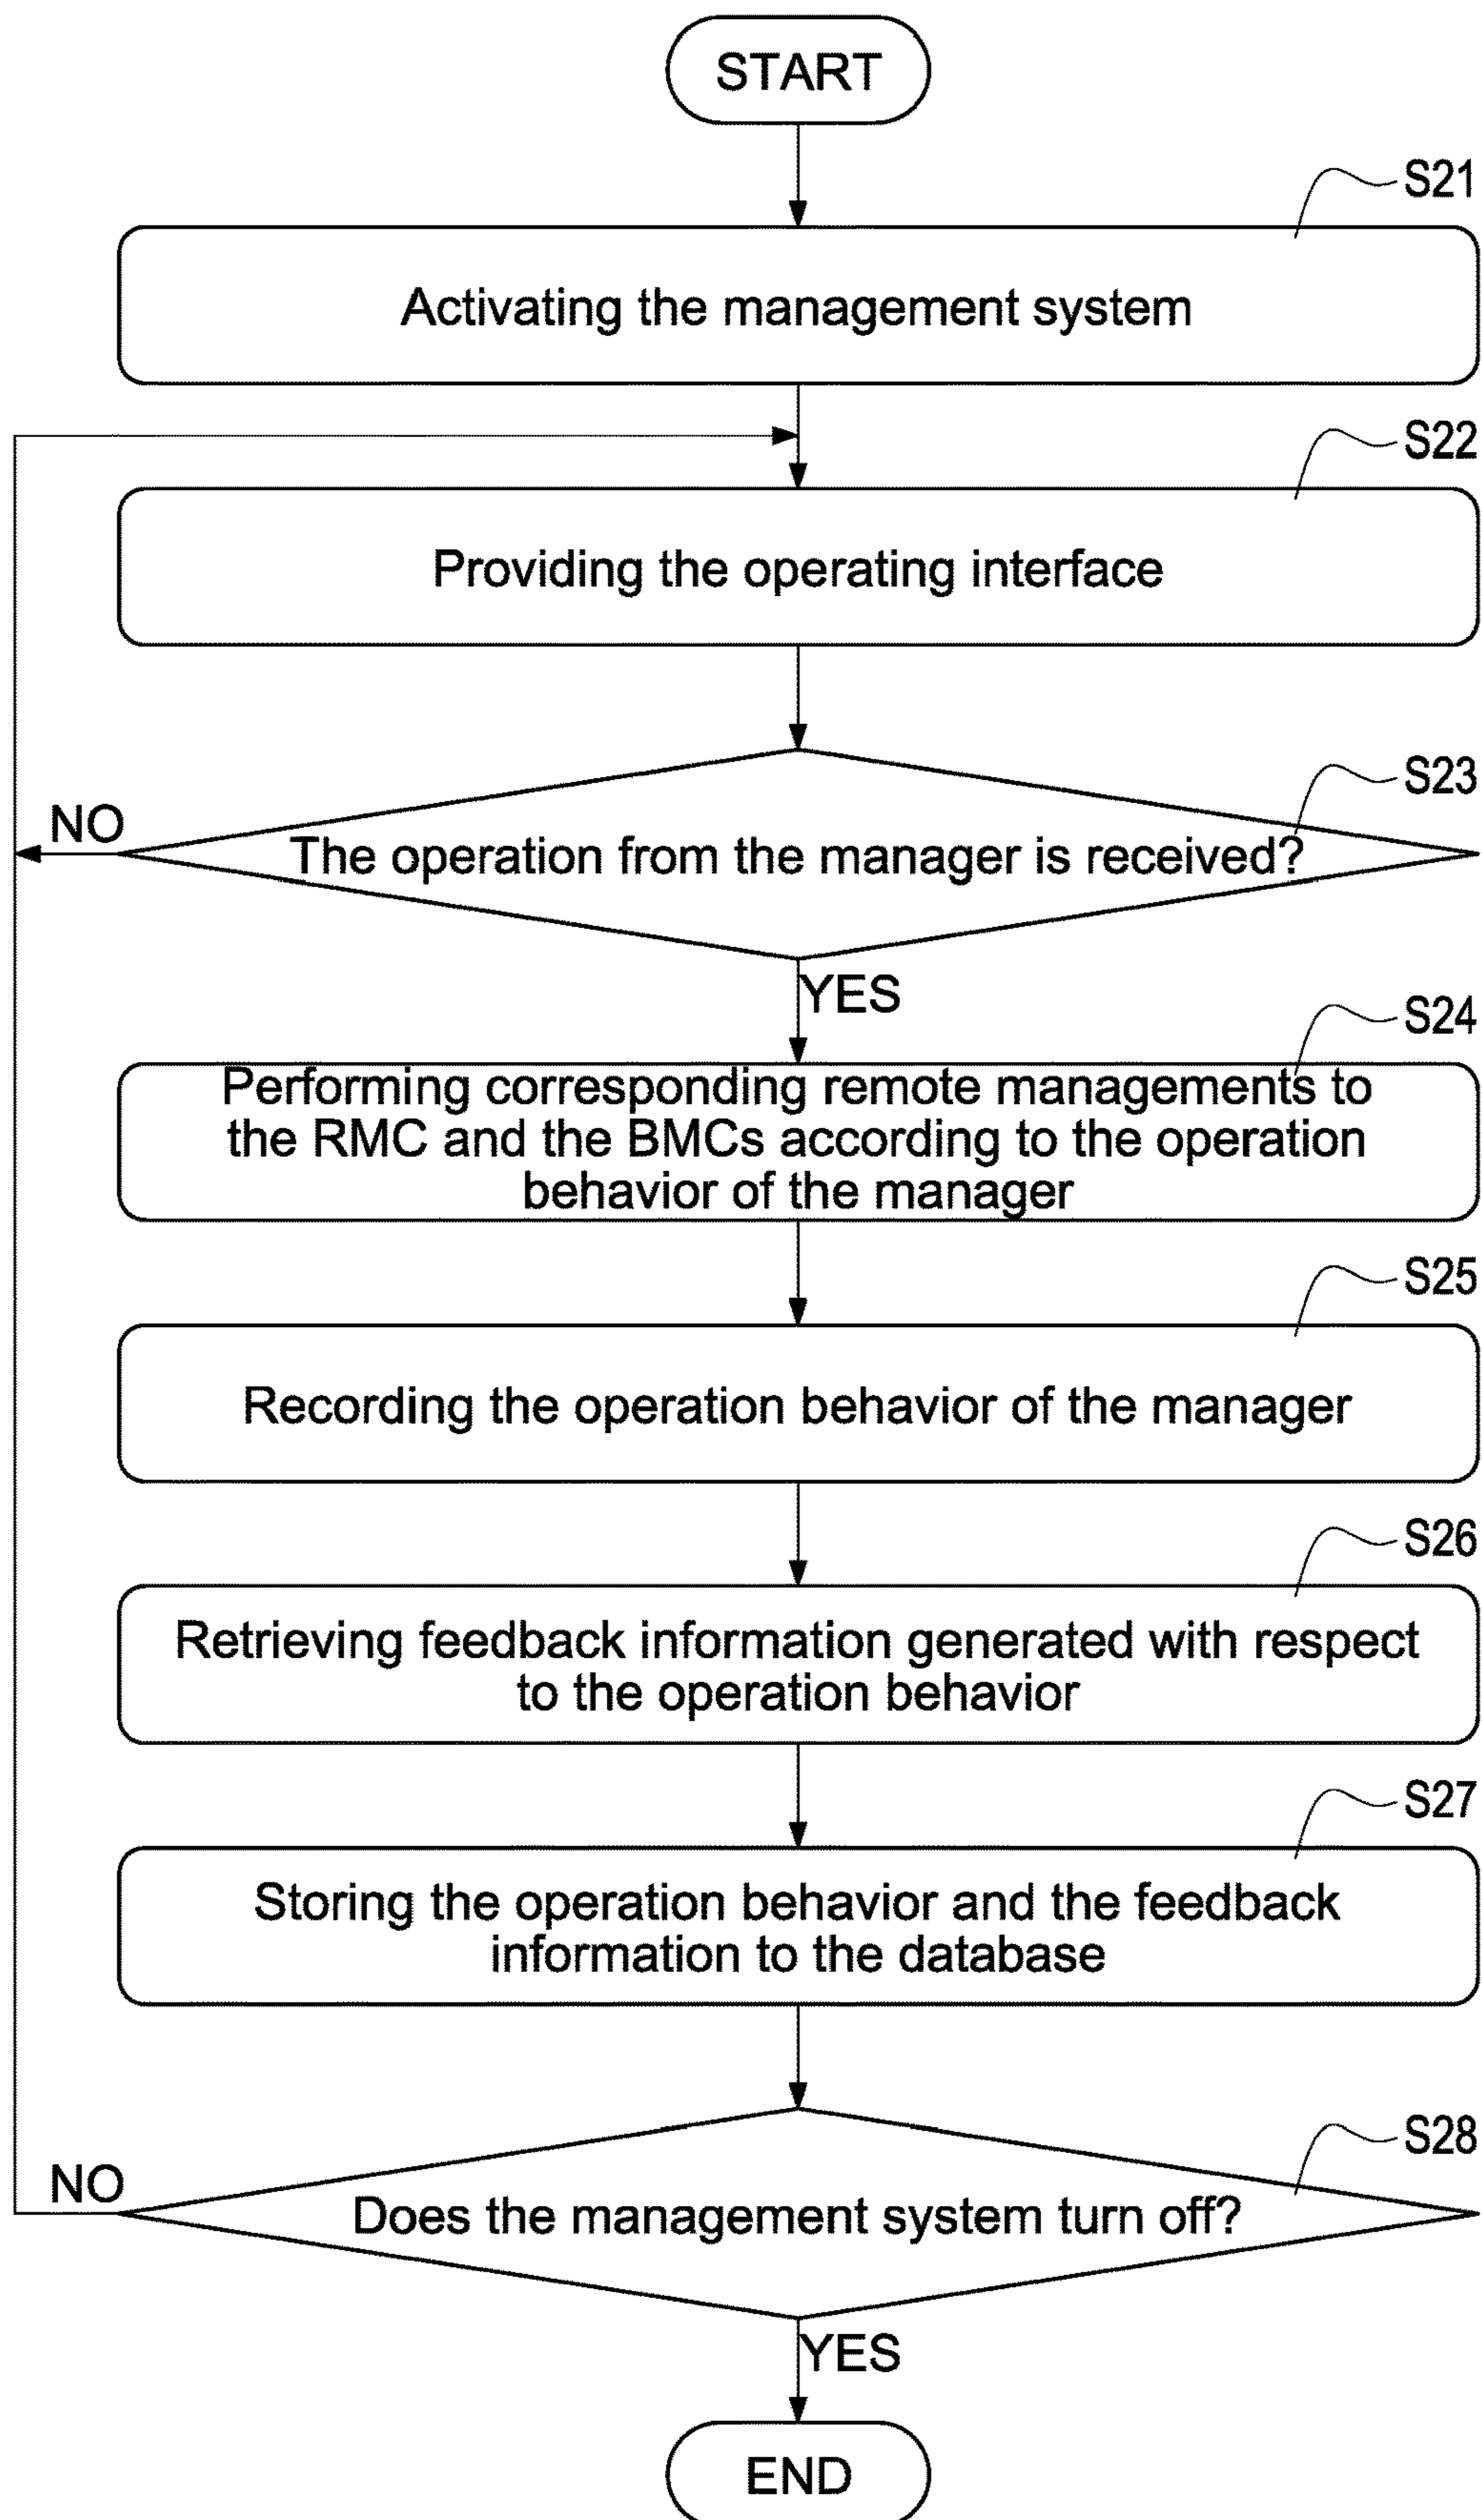 START
S21
Activating the management system
S22
Providing the operating interface
S23
NO
The operation from the manager is received?
YES
S24
Performing corresponding remote managements to
the RMC and the BMCs according to the operation
behavior of the manager
S25
Recording the operation behavior of the manager
S26
Retrieving feedback information generated with respect
to the operation behavior
S27
Storing the operation behavior and the feedback
information to the database
S28
NO
Does the management system turn off?
YES
END